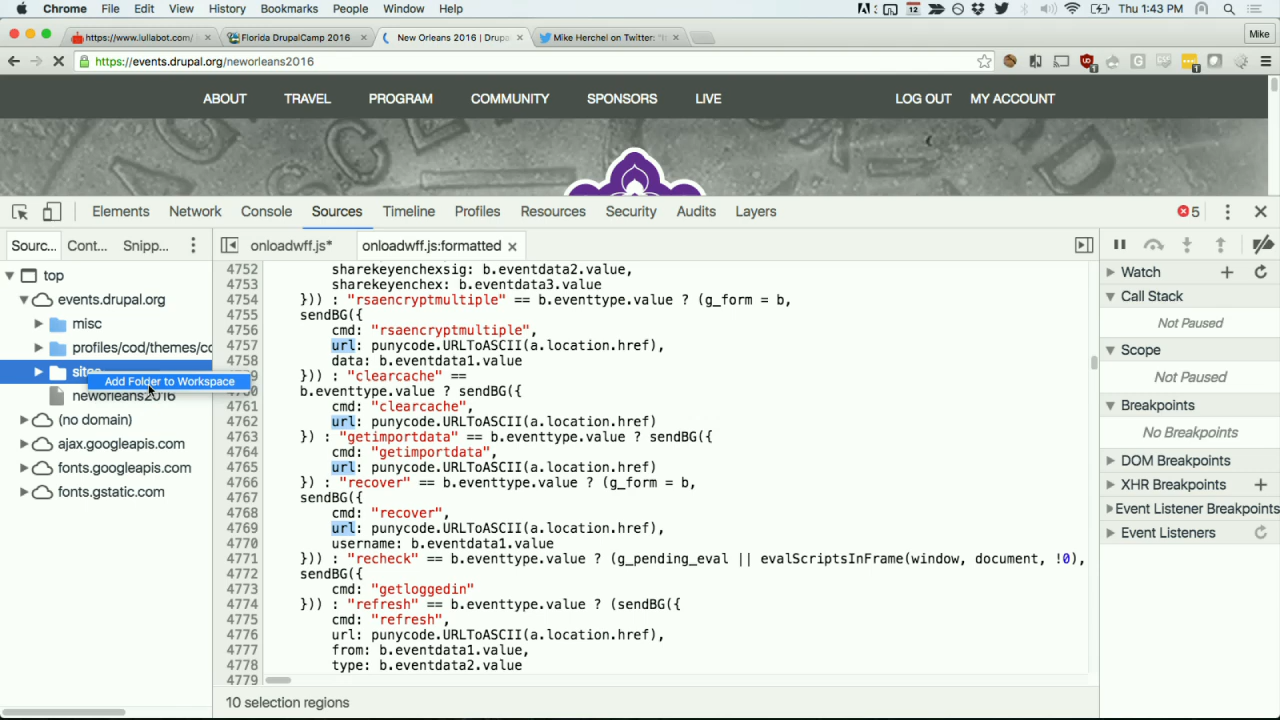 Chrome File Edit View History Bookmarks People Window Help
12
Thu 1:43 PM
https://www.lullabot.com/
Florida DrupalCamp 2016
New Orleans 2016 | Drup
Mike Herchel on Twitter: "
Mike
https://events.drupal.org/neworleans2016
1
1
ABOUT TRAVEL PROGRAM COMMUNITY SPONSORS LIVE LOG OUT MY ACCOUNT
Elements Network Console Sources Timeline Profiles Resources Security Audits Layers 5
Sourc... Cont... Snipp...
onloadwff.js* onloadwff.js:formatted
top
events.drupal.org
misc
profiles/cod/themes/co
sites
Add Folder to Workspace
neworleans2016
(no domain)
ajax.googleapis.com
fonts.googleapis.com
fonts.gstatic.com
4752 sharekeyenchexsig: b.eventdata2.value,
4753 sharekeyenchex: b.eventdata3.value
4754 })) : "rsaencryptmultiple" == b.eventtype.value ? (g_form = b,
4755 sendBG({
4756 cmd: "rsaencryptmultiple",
4757 url: punycode.URLToASCII(a.location.href),
4758 data: b.eventdata1.value
4759 })) : "clearcache" ==
4760 b.eventtype.value ? sendBG({
4761 cmd: "clearcache",
4762 url: punycode.URLToASCII(a.location.href)
4763 }) : "getimportdata" == b.eventtype.value ? sendBG({
4764 cmd: "getimportdata",
4765 url: punycode.URLToASCII(a.location.href)
4766 }) : "recover" == b.eventtype.value ? (g_form = b,
4767 sendBG({
4768 cmd: "recover",
4769 url: punycode.URLToASCII(a.location.href),
4770 username: b.eventdata1.value
4771 })) : "recheck" == b.eventtype.value ? (g_pending_eval || evalScriptsInFrame(window, document, !0),
4772 sendBG({
4773 cmd: "getloggedin"
4774 })) : "refresh" == b.eventtype.value ? (sendBG({
4775 cmd: "refresh",
4776 url: punycode.URLToASCII(a.location.href),
4777 from: b.eventdata1.value,
4778 type: b.eventdata2.value
4779
10 selection regions
Watch
Call Stack
Not Paused
Scope
Not Paused
Breakpoints
No Breakpoints
DOM Breakpoints
XHR Breakpoints
Event Listener Breakpoints
Event Listeners